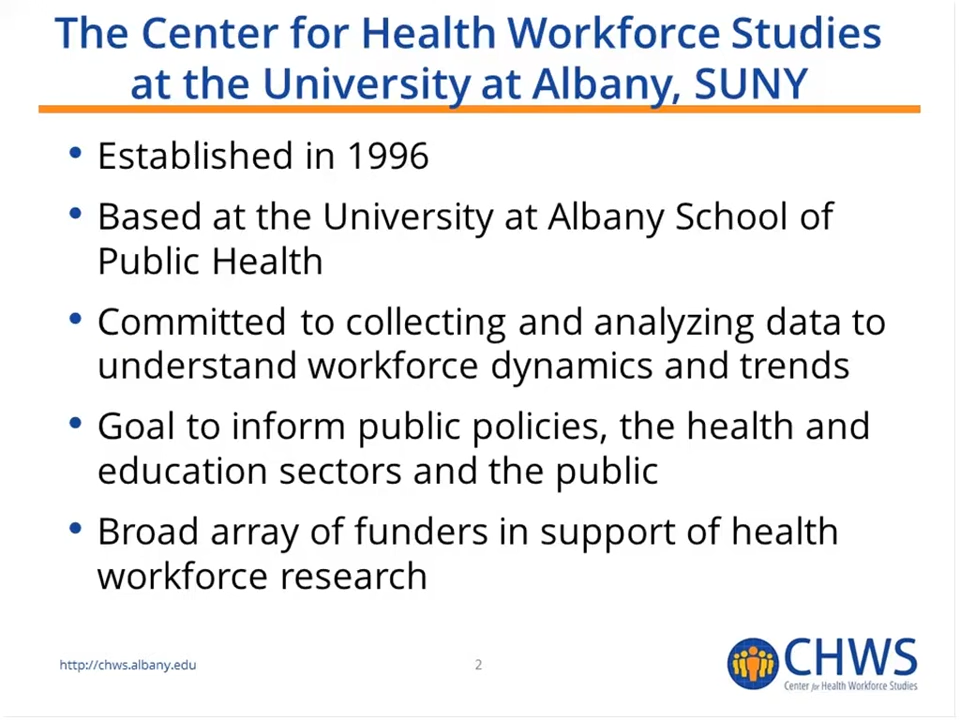 The Center for Health Workforce Studies
at the University at Albany, SUNY
• Established in 1996
• Based at the University at Albany School of
Public Health
• Committed to collecting and analyzing data to
understand workforce dynamics and trends
• Goal to inform public policies, the health and
education sectors and the public
• Broad array of funders in support of health
workforce research
http://chws.albany.edu
2
CHWS
Center for Health Workforce Studies